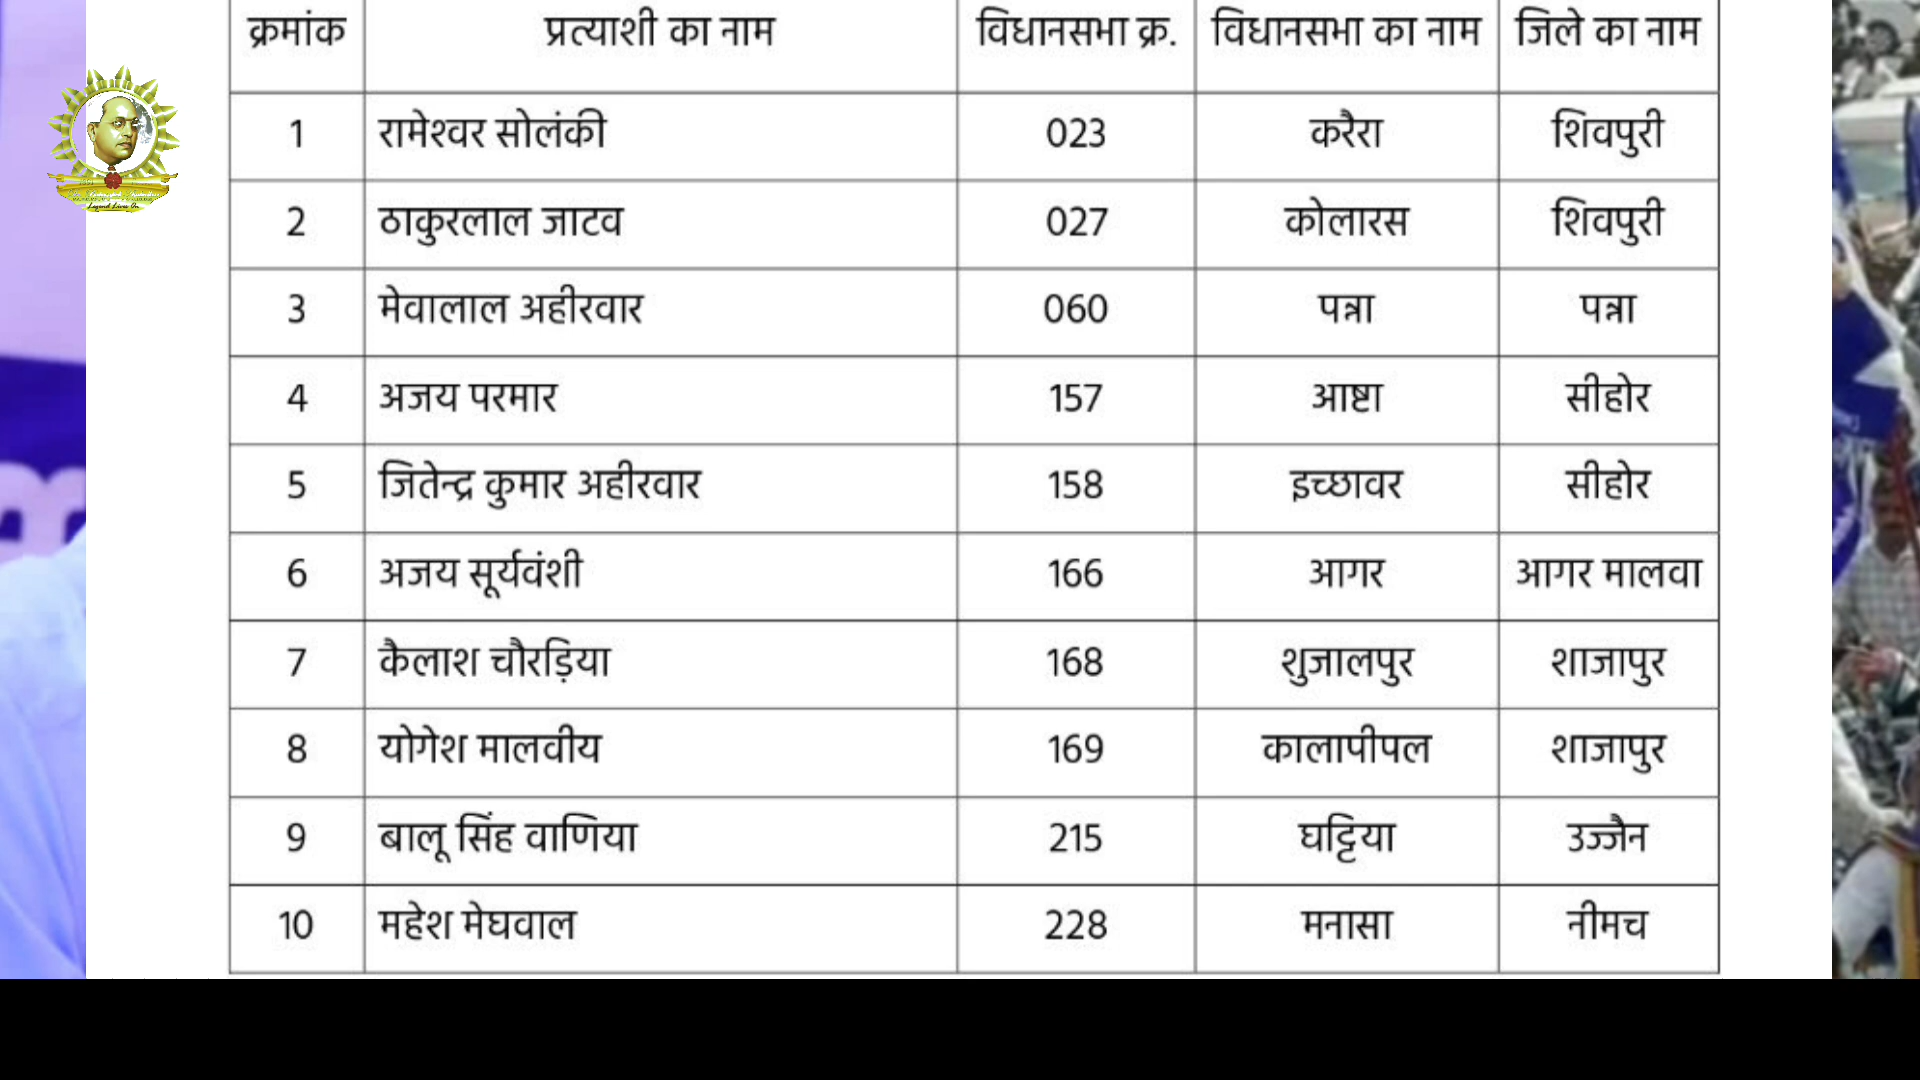 क्रमांक प्रत्याशी का नाम विधानसभा क्र. विधानसभा का नाम जिले का नाम
1 रामेश्वर सोलंकी 023 करैरा शिवपुरी
2 ठाकुरलाल जाटव 027 कोलारस शिवपुरी
3 मेवालाल अहीरवार 060 पन्ना पन्ना
4 अजय परमार 157 आष्टा सीहोर
5 जितेन्द्र कुमार अहीरवार 158 इच्छावर सीहोर
6 अजय सूर्यवंशी 166 आगर आगर मालवा
7 कैलाश चौरड़िया 168 शुजालपुर शाजापुर
8 योगेश मालवीय 169 कालापीपल शाजापुर
9 बालू सिंह वाणिया 215 घट्टिया उज्जैन
10 महेश मेघवाल 228 मनासा नीमच
Legend Lives On